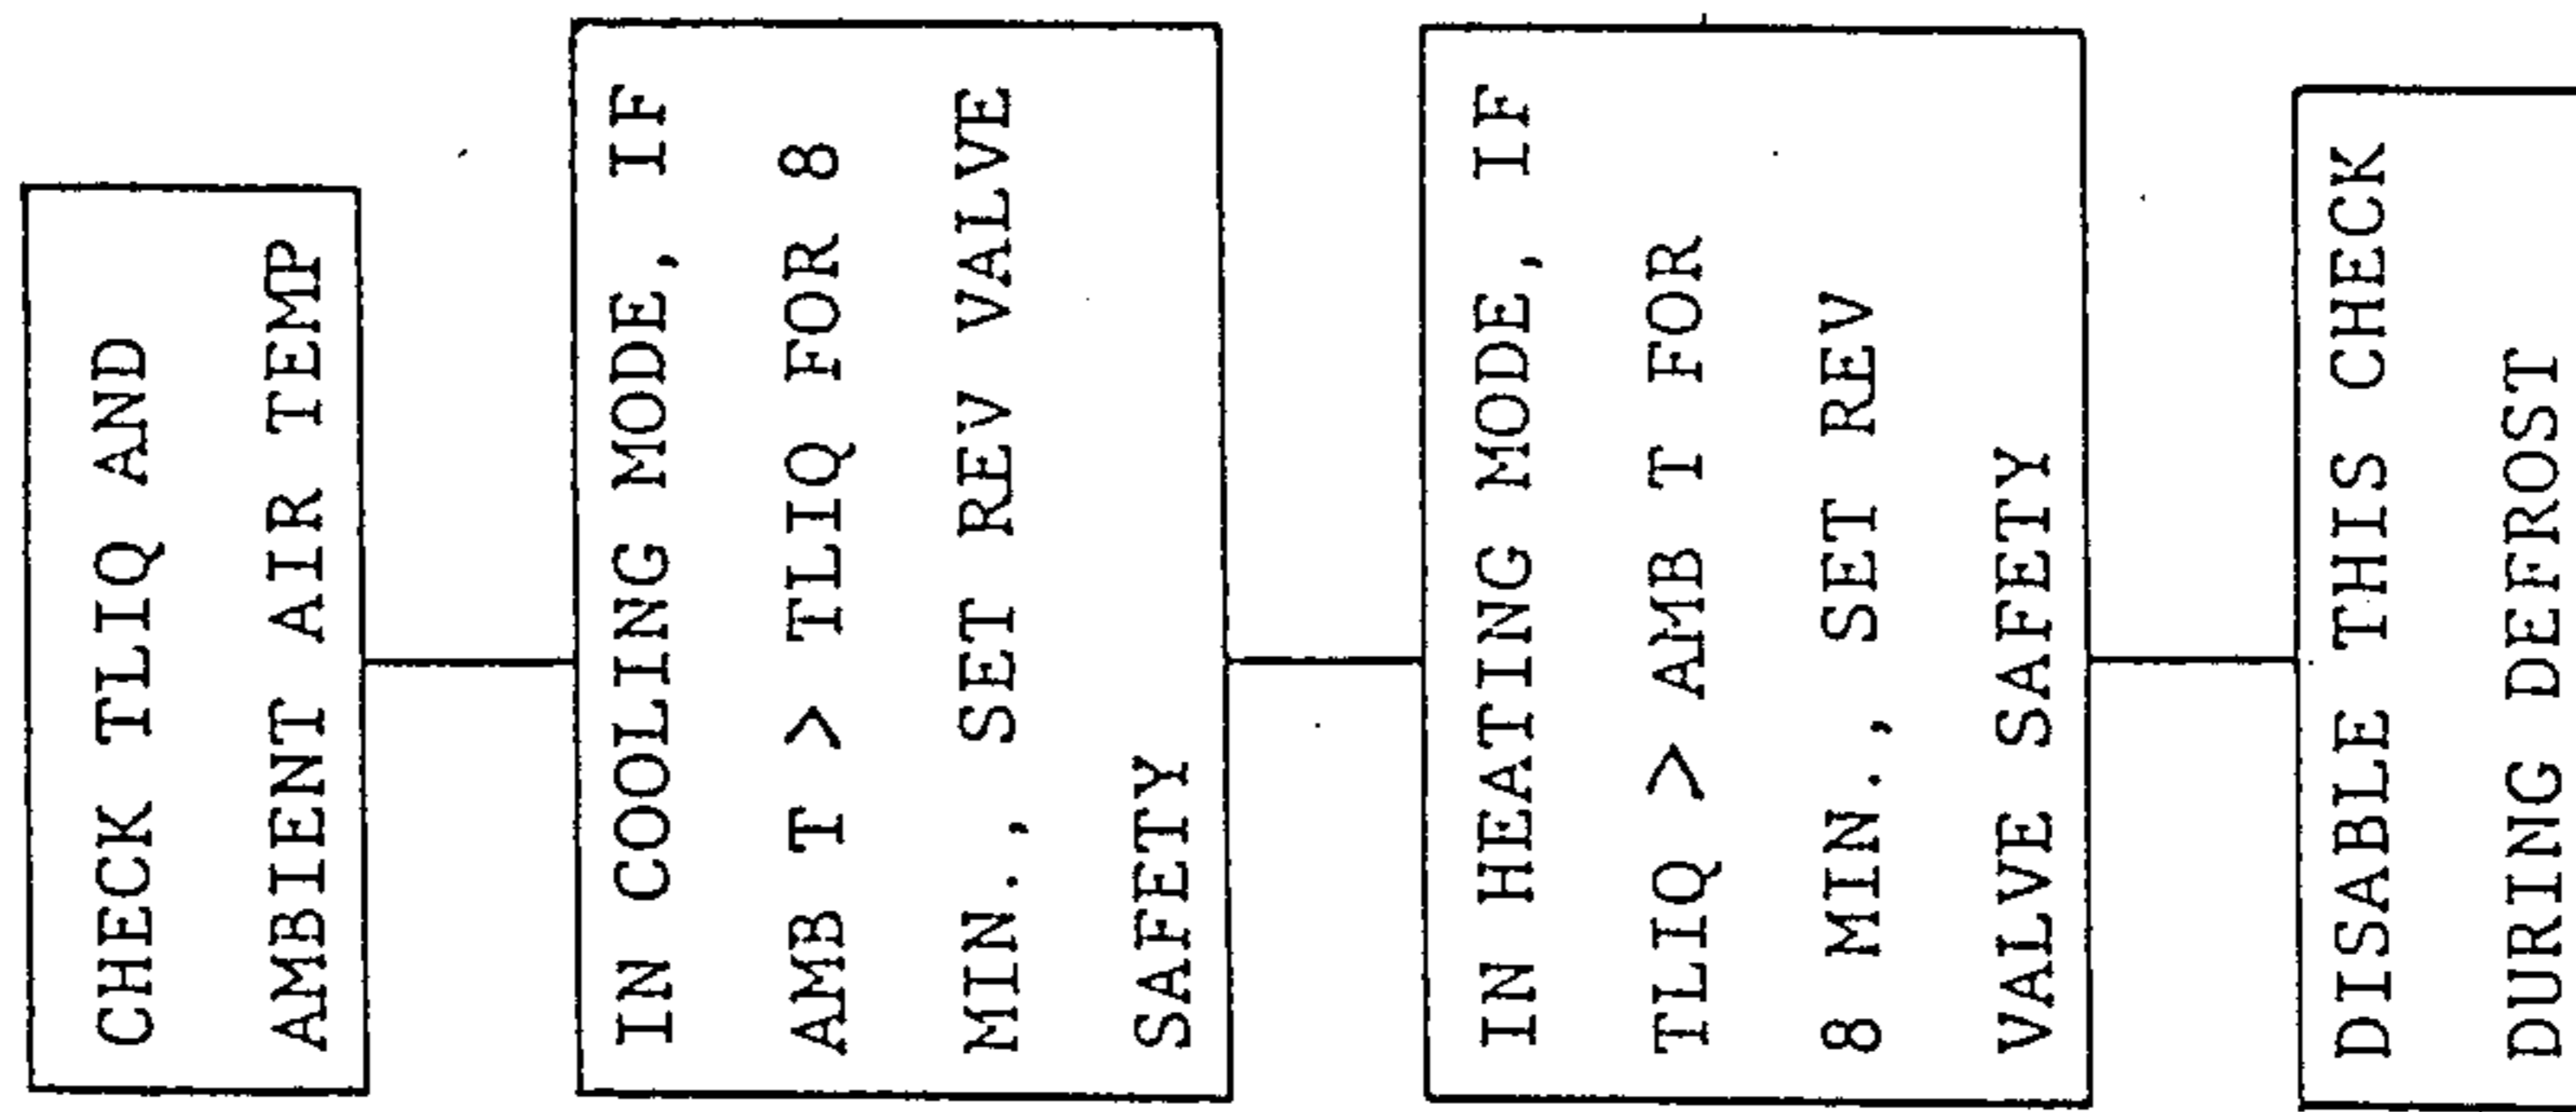 CHECK TLIQ AND
AMBIENT AIR TEMP
IN COOLING MODE, IF
AMB T > TLIQ FOR 8
MIN., SET REV VALVE
SAFETY
IN HEATING MODE, IF
TLIQ > AMB T FOR
8 MIN., SET REV
VALVE SAFETY
DISABLE THIS CHECK
DURING DEFROST